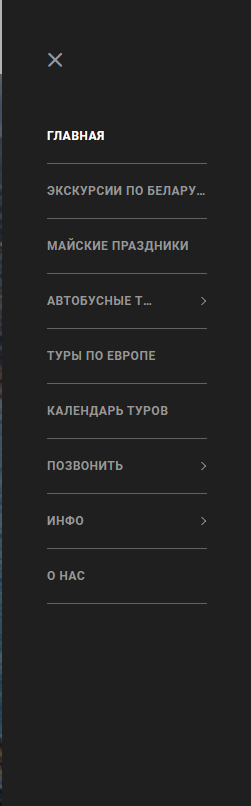 ГЛАВНАЯ
ЭКСКУРСИИ ПО БЕЛАРУ...
МАЙСКИЕ ПРАЗДНИКИ
АВТОБУСНЫЕ Т...
ТУРЫ ПО ЕВРОПЕ
КАЛЕНДАРЬ ТУРОВ
ПОЗВОНИТЬ
ИНФО
О НАС